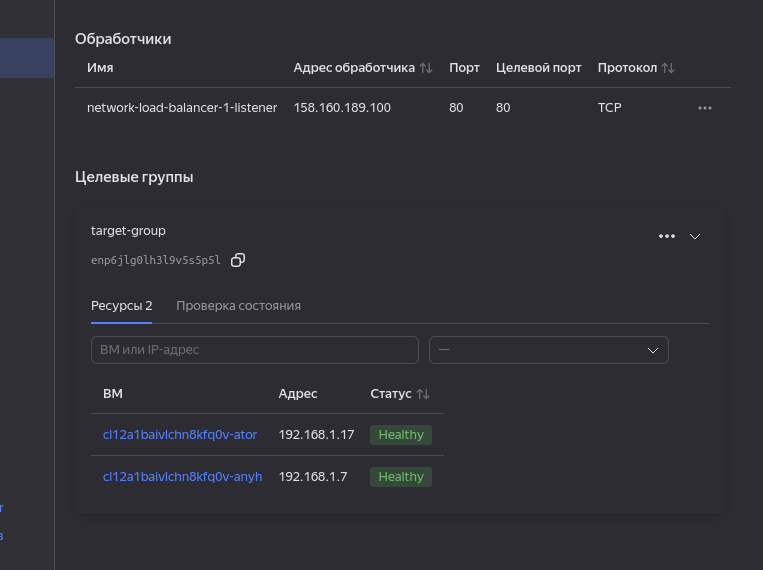 Обработчики
Имя Адрес обработчика Порт Целевой порт Протокол
network-load-balancer-1-listener 158.160.189.100 80 80 TCP
Целевые группы
target-group
enp6jlg0lh3l9v5s5p5l
Ресурсы 2 Проверка состояния
ВМ или IP-адрес —
ВМ Адрес Статус
cl12a1baivlchn8kfq0v-ator 192.168.1.17 Healthy
cl12a1baivlchn8kfq0v-anyh 192.168.1.7 Healthy